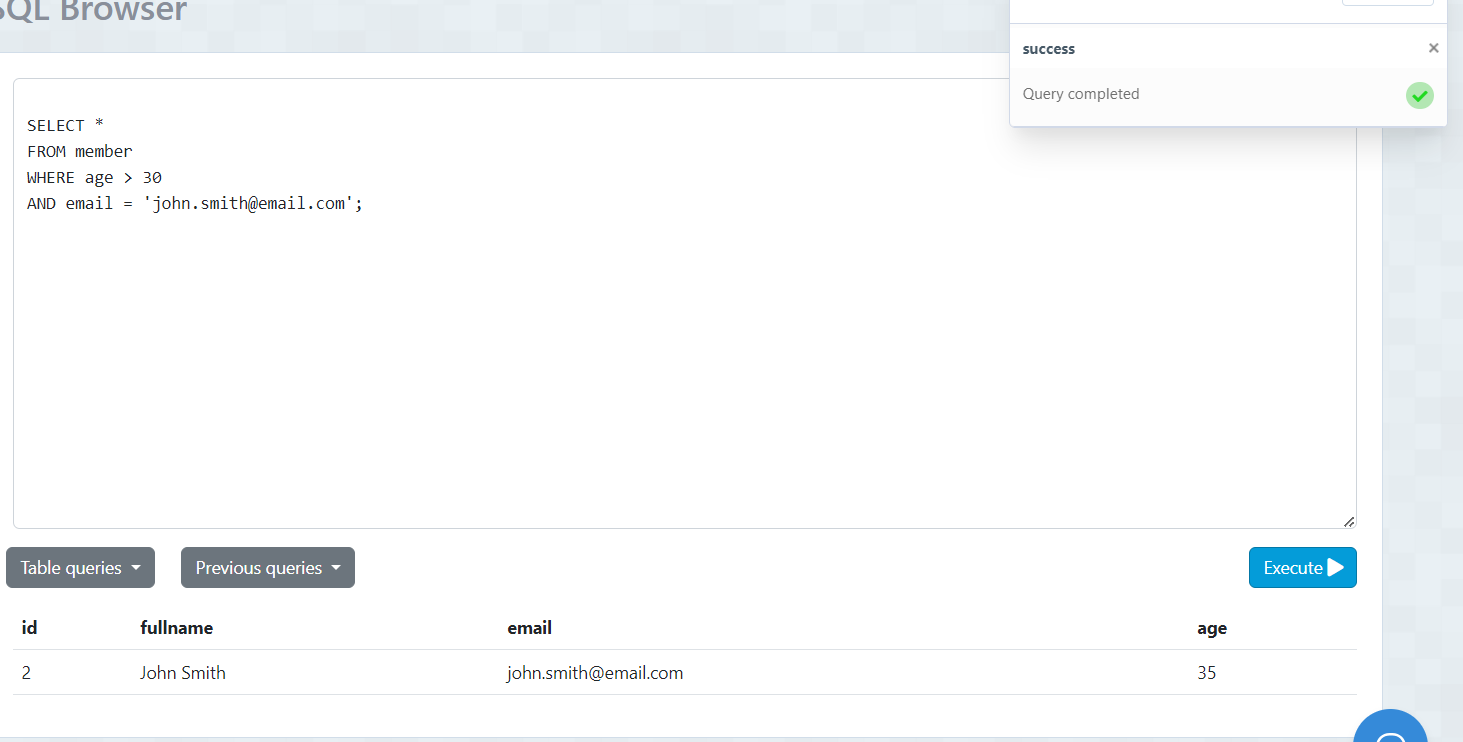 SQL Browser
success
Query completed
SELECT *
FROM member
WHERE age > 30
AND email = 'john.smith@email.com';
Table queries
Previous queries
Execute
id fullname email age
2 John Smith john.smith@email.com 35